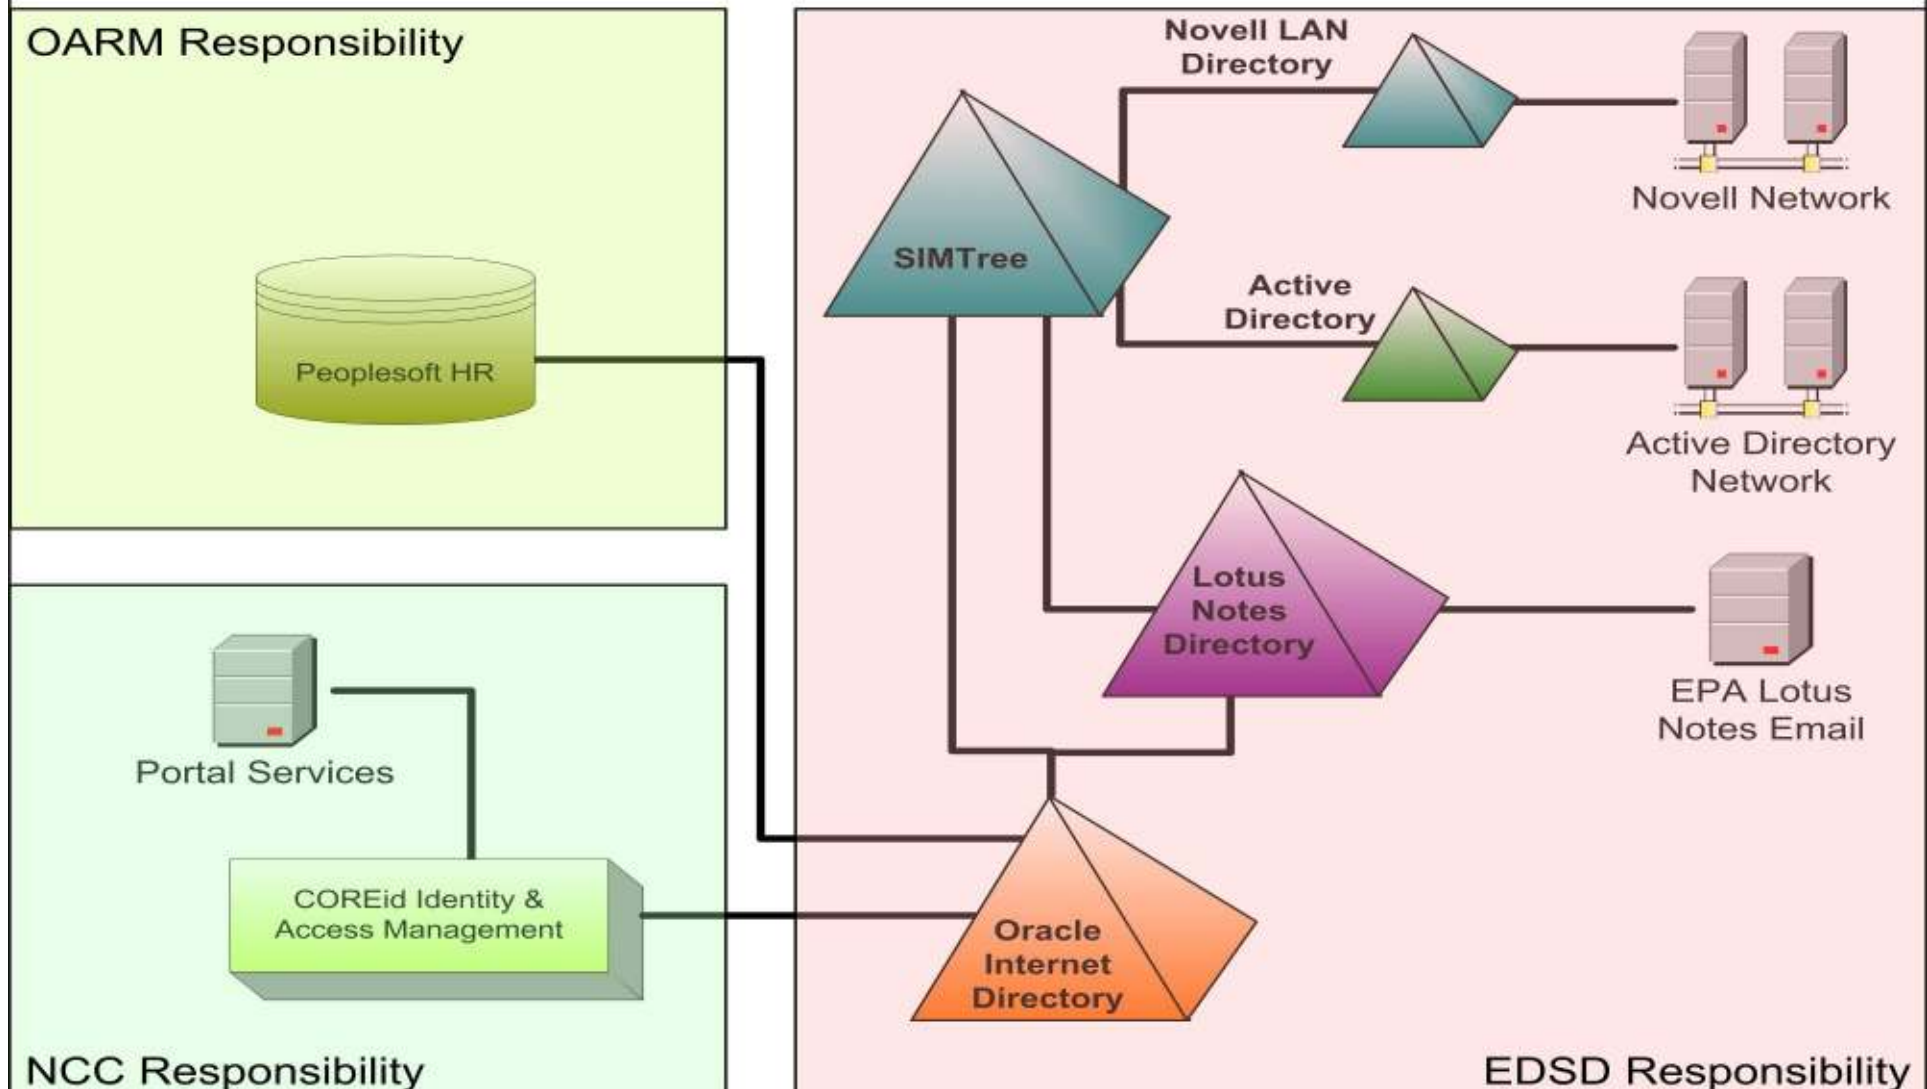 OARM Responsibility
Peoplesoft HR
Portal Services
COREid Identity &
Access Management
NCC Responsibility
Novell LAN
Directory
Novell Network
SIMTree
Active
Directory
Active Directory
Network
Lotus
Notes
Directory
EPA Lotus
Notes Email
Oracle
Internet
Directory
EDSD Responsibility